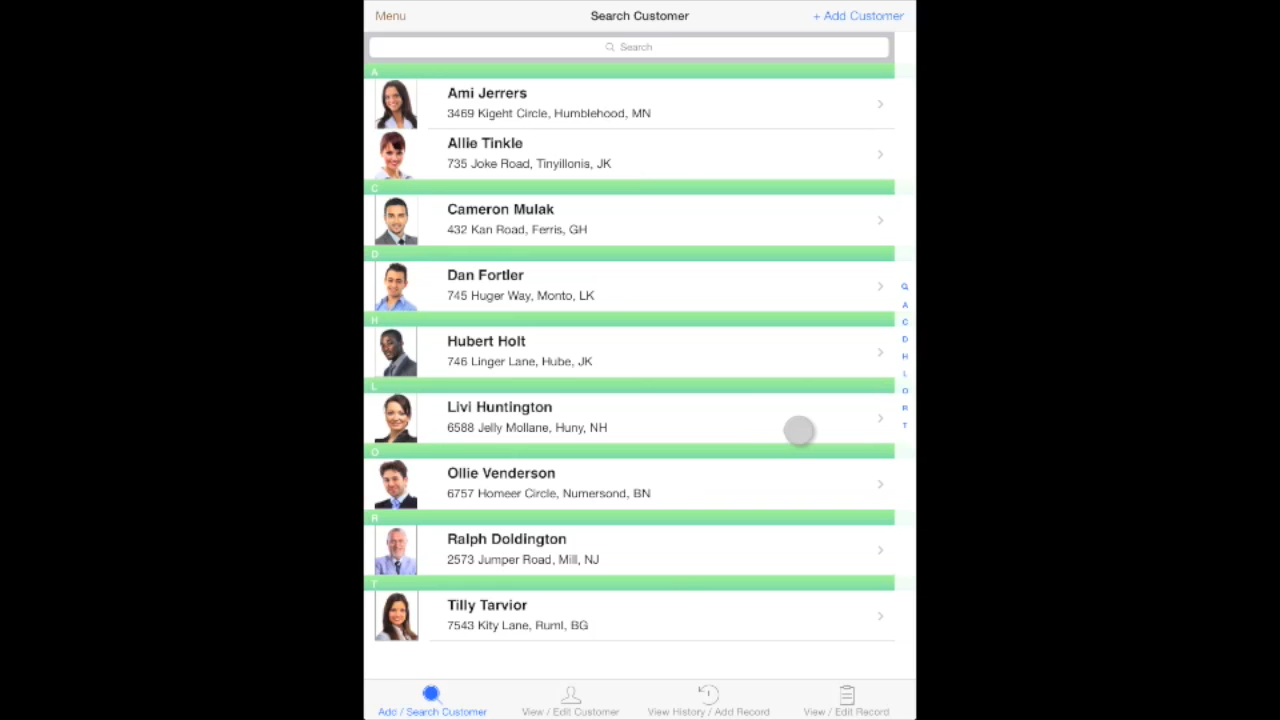 Menu
Search Customer
+ Add Customer
Search
A
Ami Jerrers
3469 Kigeht Circle, Humblehood, MN
Allie Tinkle
735 Joke Road, Tinyillonis, JK
C
Cameron Mulak
432 Kan Road, Ferris, GH
D
Dan Fortler
745 Huger Way, Monto, LK
H
Hubert Holt
746 Linger Lane, Hube, JK
L
Livi Huntington
6588 Jelly Mollane, Huny, NH
O
Ollie Venderson
6757 Homeer Circle, Numersond, BN
R
Ralph Doldington
2573 Jumper Road, Mill, NJ
T
Tilly Tarvior
7543 Kity Lane, Ruml, BG
A
C
D
H
L
O
R
T
Add / Search Customer
View / Edit Customer
View History / Add Record
View / Edit Record